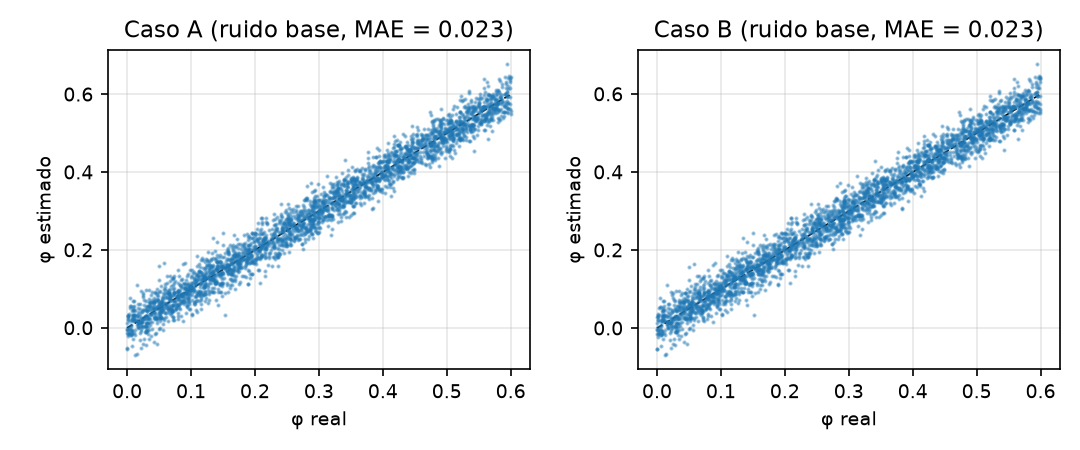 Caso A (ruido base, MAE = 0.023)
φ estimado
0.6
0.4
0.2
0.0
0.0 0.1 0.2 0.3 0.4 0.5 0.6
φ real
Caso B (ruido base, MAE = 0.023)
φ estimado
0.6
0.4
0.2
0.0
0.0 0.1 0.2 0.3 0.4 0.5 0.6
φ real